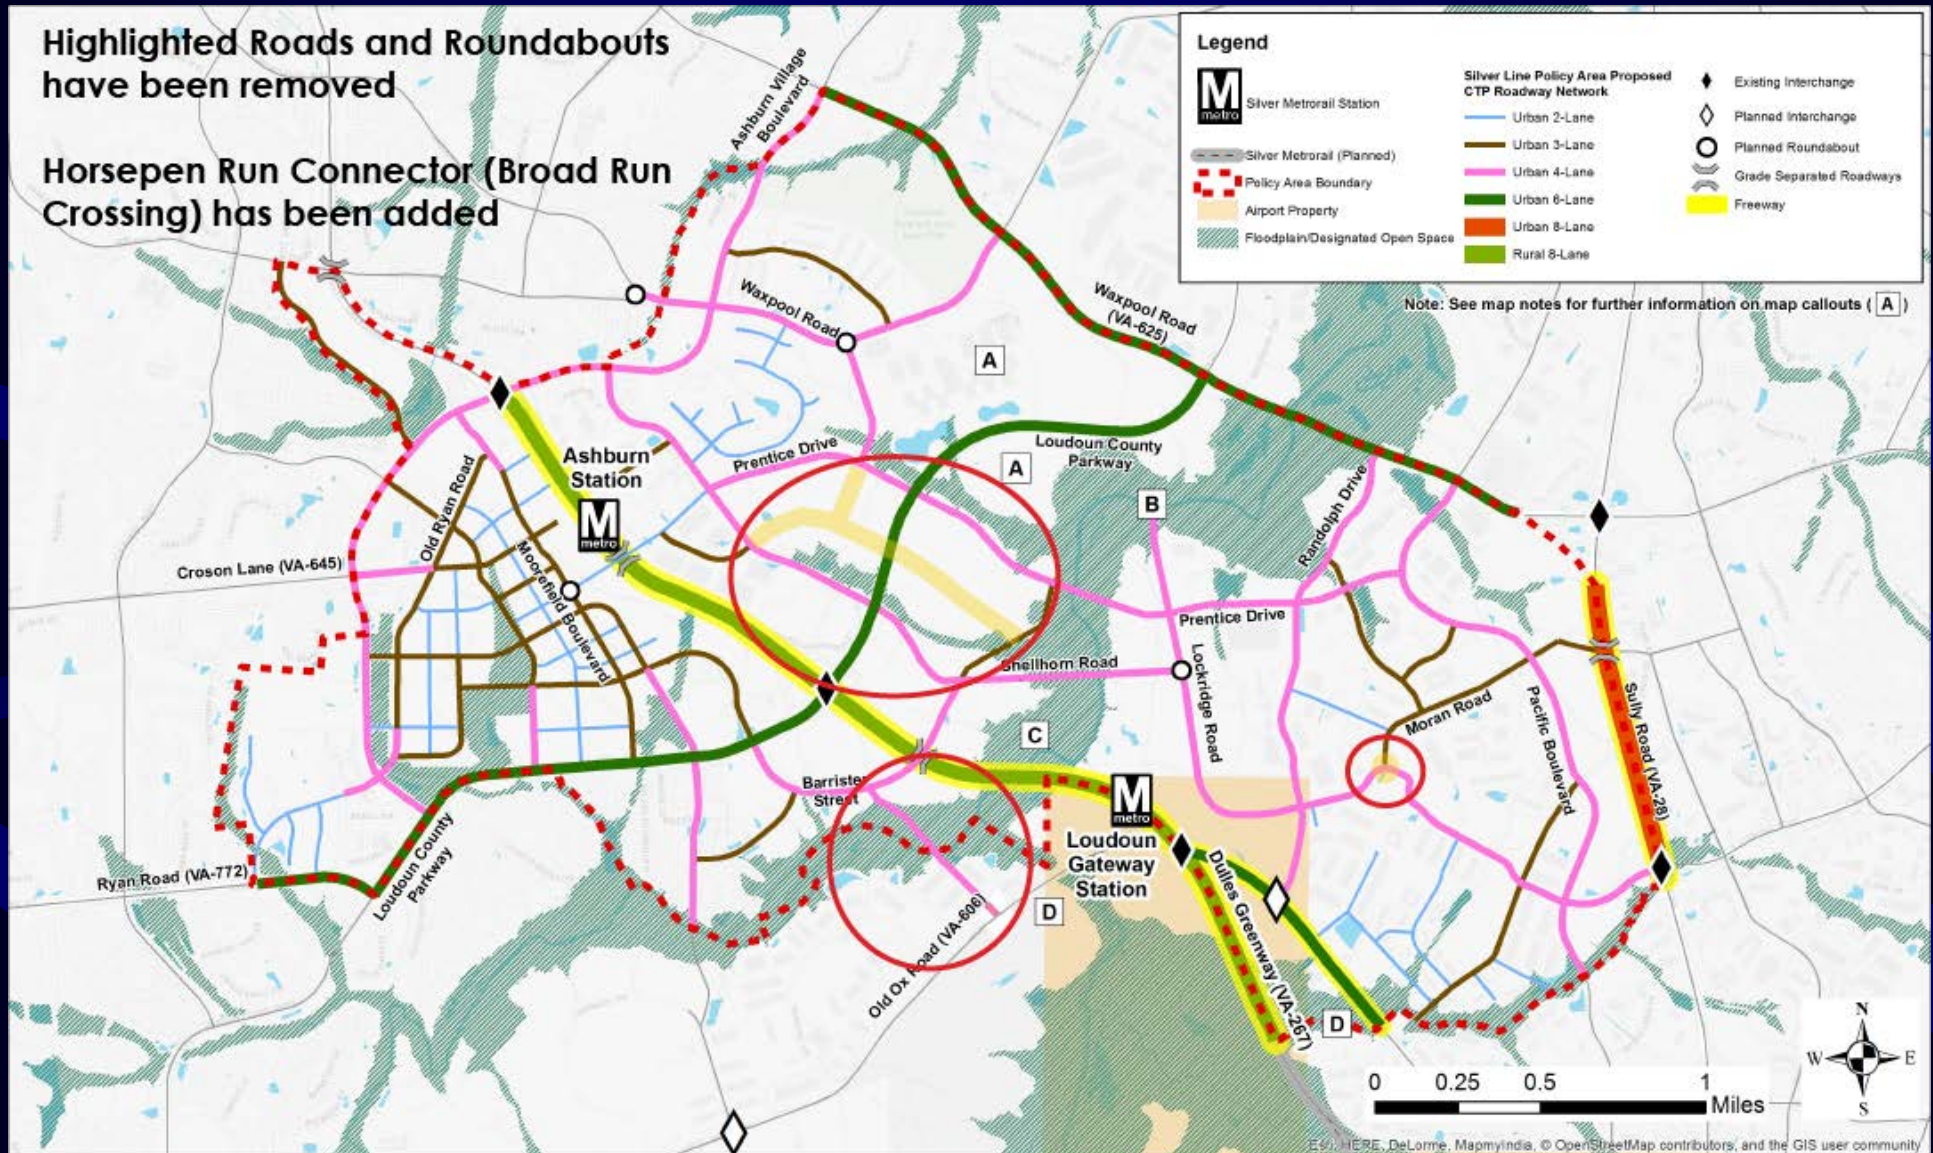 Highlighted Roads and Roundabouts
have been removed
Horsepen Run Connector (Broad Run
Crossing) has been added
Legend
M
metro
Silver Metrorail Station
Silver Metrorail (Planned)
Policy Area Boundary
Airport Property
Floodplain/Designated Open Space
Silver Line Policy Area Proposed
CTP Roadway Network
Urban 2-Lane
Urban 3-Lane
Urban 4-Lane
Urban 6-Lane
Urban 8-Lane
Rural 8-Lane
Existing Interchange
Planned Interchange
Planned Roundabout
Grade Separated Roadways
Freeway
Note: See map notes for further information on map callouts ( A )
Ashburn Village
Boulevard
Waxpool Road
Waxpool Road
(VA-625)
A
Loudoun County
Parkway
A
Prentice Drive
Ashburn
Station
M
metro
Old Ryan Road
Croson Lane (VA-645)
Moorefield Boulevard
B
Randolph Drive
Prentice Drive
Shellhorn Road
Lockridge Road
Moran Road
Pacific Boulevard
Sully Road (VA-28)
C
Barrister
Street
M
metro
Loudoun
Gateway
Station
Dulles Greenway (VA-267)
Ryan Road (VA-772)
Loudoun County
Parkway
D
Old Ox Road (VA-606)
D
N
W
E
S
0 0.25 0.5 1
Miles
Esri, HERE, DeLorme, MapmyIndia, © OpenStreetMap contributors, and the GIS user community